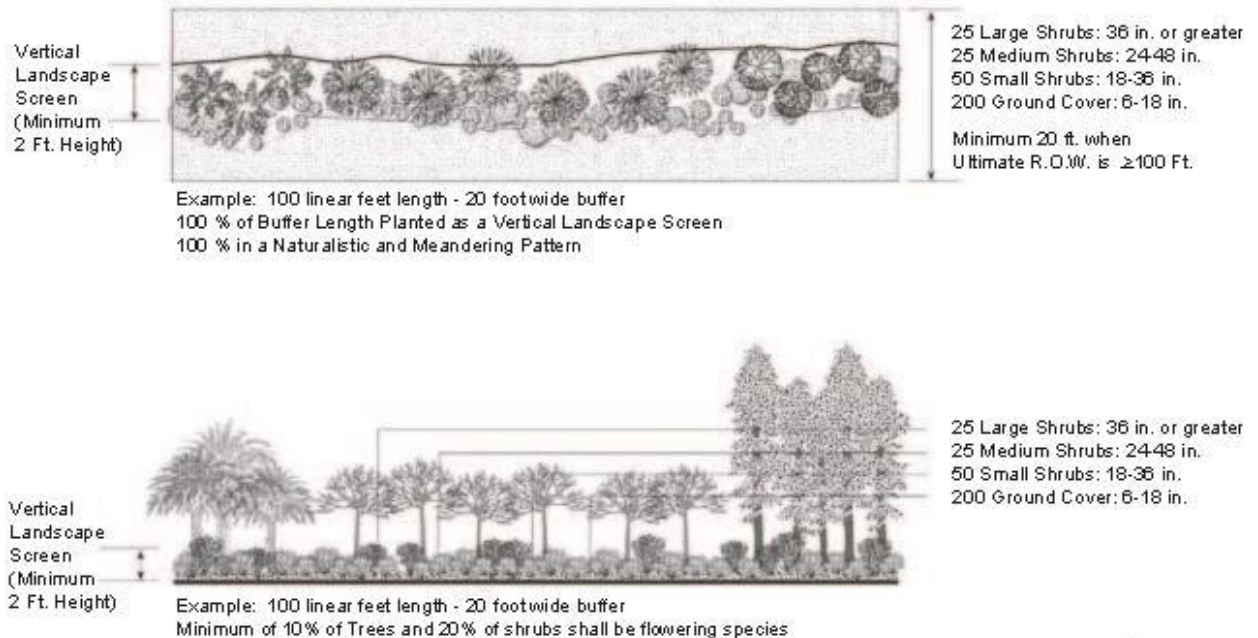 Vertical
Landscape
Screen
(Minimum
2 Ft. Height)
25 Large Shrubs: 36 in. or greater
25 Medium Shrubs: 24-48 in.
50 Small Shrubs: 18-36 in.
200 Ground Cover: 6-18 in.
Minimum 20 ft. when
Ultimate R.O.W. is ≥100 Ft.
Example: 100 linear feet length - 20 foot wide buffer
100 % of Buffer Length Planted as a Vertical Landscape Screen
100 % in a Naturalistic and Meandering Pattern
25 Large Shrubs: 36 in. or greater
25 Medium Shrubs: 24-48 in.
50 Small Shrubs: 18-36 in.
200 Ground Cover: 6-18 in.
Vertical
Landscape
Screen
(Minimum
2 Ft. Height)
Example: 100 linear feet length - 20 foot wide buffer
Minimum of 10% of Trees and 20% of shrubs shall be flowering species